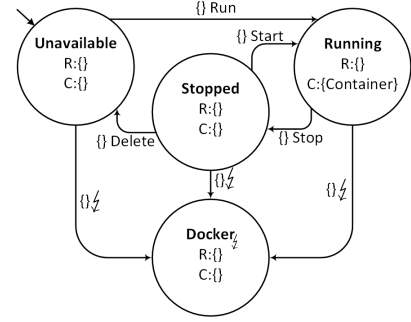 {} Run
Unavailable
R:{}
C:{}
{} Start
Running
R:{}
C:{Container}
Stopped
R:{}
C:{}
{} Delete
{} Stop
{}⚡
{}⚡
{}⚡
Docker⚡
R:{}
C:{}